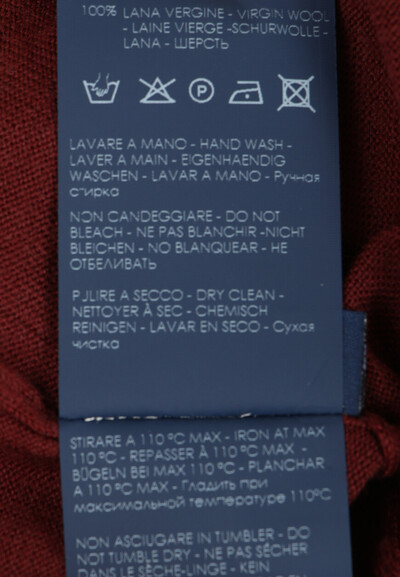 100% LANA VERGINE - VIRGIN WOOL
- LAINE VIERGE -SCHURWOLLE -
LANA - ШЕРСТЬ
P
LAVARE A MANO - HAND WASH -
LAVER A MAIN - EIGENHAENDIG
WASCHEN - LAVAR A MANO - Ручная
стирка
NON CANDEGGIARE - DO NOT
BLEACH - NE PAS BLANCHIR -NICHT
BLEICHEN - NO BLANQUEAR - НЕ
ОТБЕЛИВАТЬ
PULIRE A SECCO - DRY CLEAN -
NETTOYER À SEC - CHEMISCH
REINIGEN - LAVAR EN SECO - Сухая
чистка
STIRARE A 110 °C MAX - IRON AT MAX
110 °C - REPASSER À 110 °C MAX -
BÜGELN BEI MAX 110 °C - PLANCHAR
A 110 °C MAX - Гладить при
максимальной температуре 110°C
NON ASCIUGARE IN TUMBLER - DO
NOT TUMBLE DRY - NE PAS SÉCHER
DANS LE SÈCHE-LINGE - KEIN